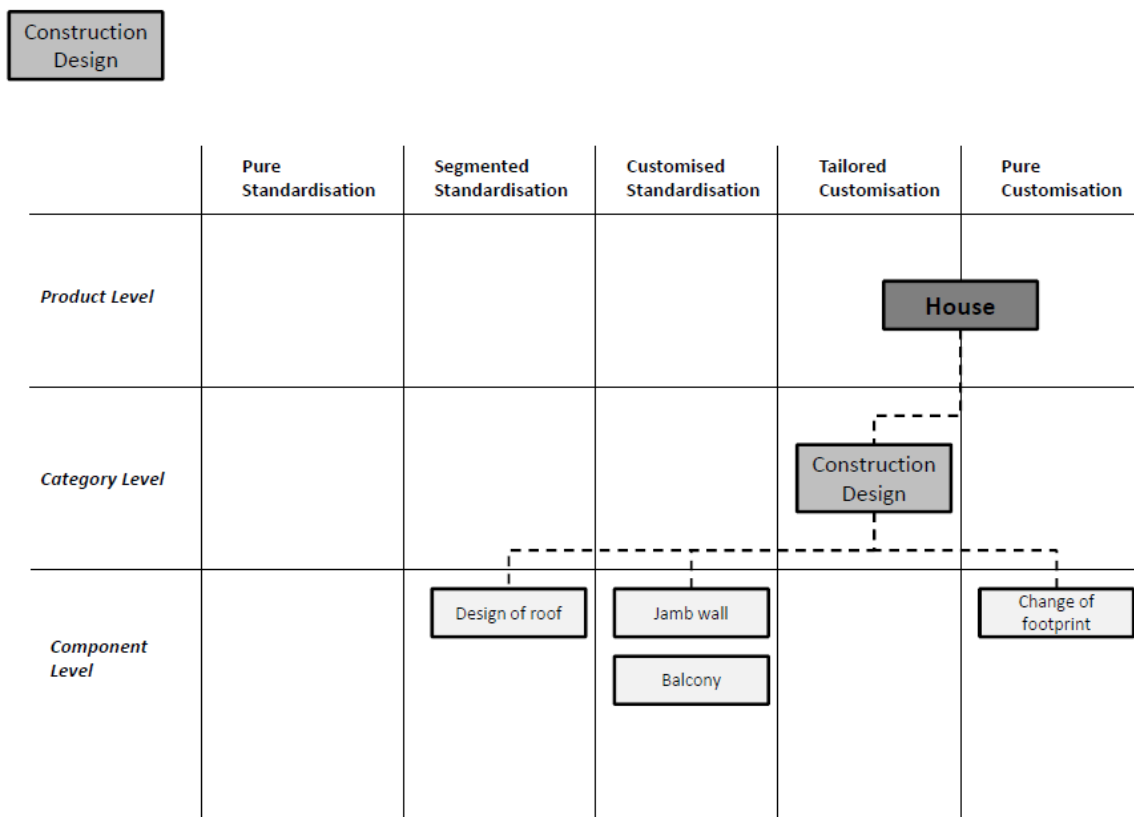 Construction
Design
Pure
Standardisation
Segmented
Standardisation
Customised
Standardisation
Tailored
Customisation
Pure
Customisation
Product Level
House
Category Level
Construction
Design
Component
Level
Design of roof
Jamb wall
Change of
footprint
Balcony